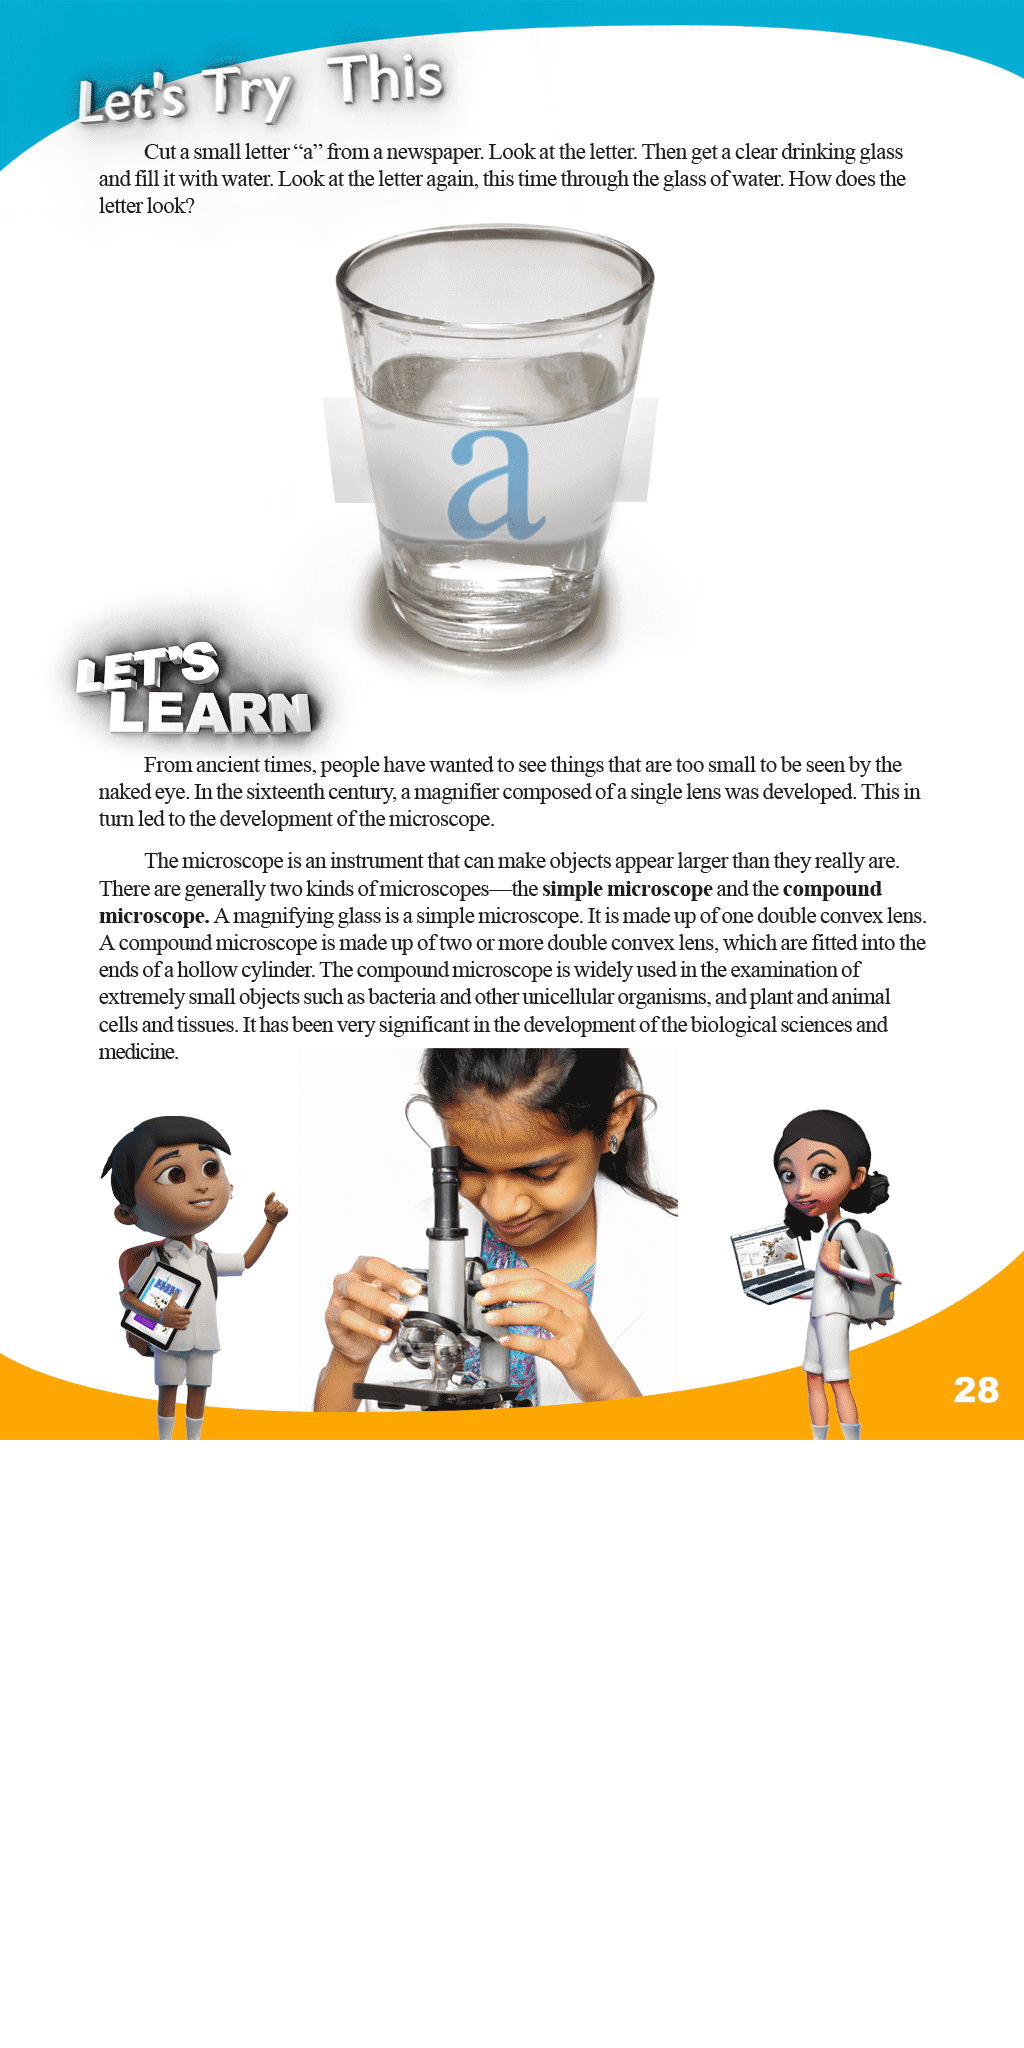 Let's Try This
Cut a small letter “a” from a newspaper. Look at the letter. Then get a clear drinking glass
and fill it with water. Look at the letter again, this time through the glass of water. How does the
letter look?
a
LET'S
LEARN
From ancient times, people have wanted to see things that are too small to be seen by the
naked eye. In the sixteenth century, a magnifier composed of a single lens was developed. This in
turn led to the development of the microscope.
The microscope is an instrument that can make objects appear larger than they really are.
There are generally two kinds of microscopes—the simple microscope and the compound
microscope. A magnifying glass is a simple microscope. It is made up of one double convex lens.
A compound microscope is made up of two or more double convex lens, which are fitted into the
ends of a hollow cylinder. The compound microscope is widely used in the examination of
extremely small objects such as bacteria and other unicellular organisms, and plant and animal
cells and tissues. It has been very significant in the development of the biological sciences and
medicine.
28